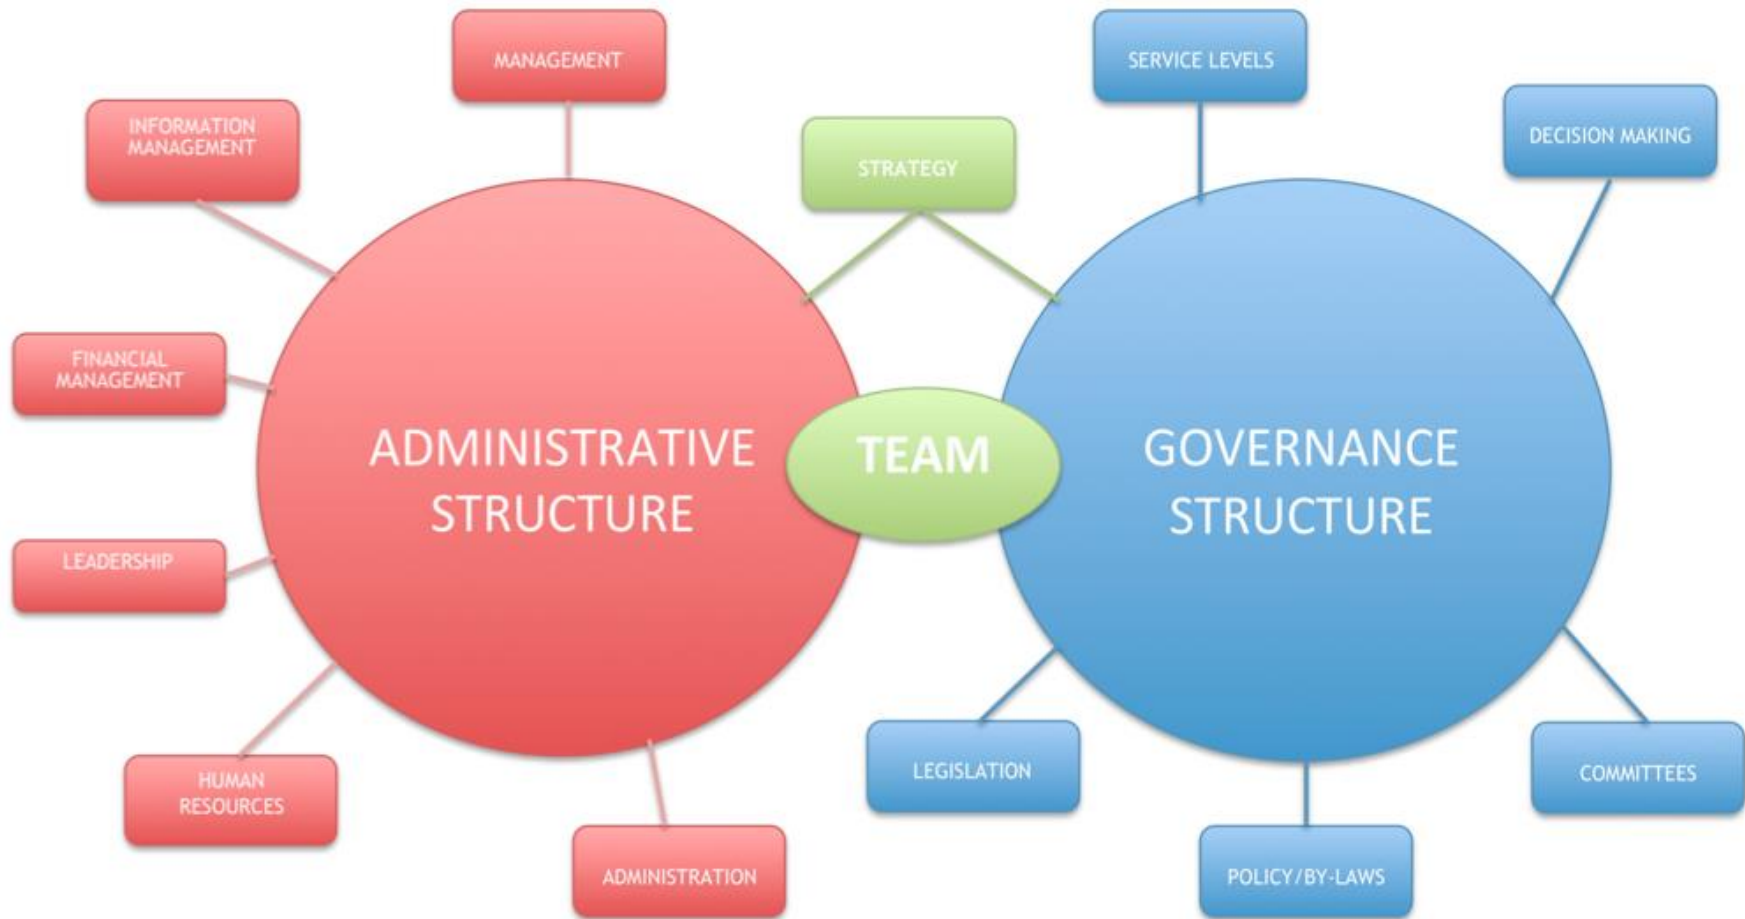 MANAGEMENT
SERVICE LEVELS
INFORMATION
MANAGEMENT
DECISION MAKING
STRATEGY
FINANCIAL
MANAGEMENT
ADMINISTRATIVE
STRUCTURE
TEAM
GOVERNANCE
STRUCTURE
LEADERSHIP
HUMAN
RESOURCES
LEGISLATION
COMMITTEES
ADMINISTRATION
POLICY/BY-LAWS